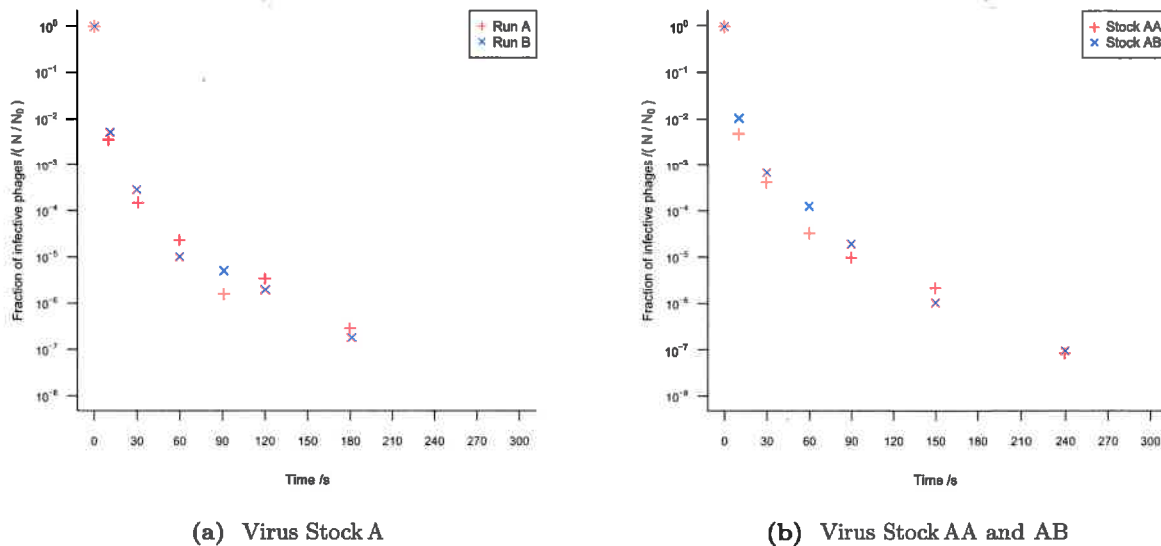 Run A
Run B
Fraction of infective phages /( N / N₀ )
10⁰
10⁻¹
10⁻²
10⁻³
10⁻⁴
10⁻⁵
10⁻⁶
10⁻⁷
10⁻⁸
0 30 60 90 120 150 180 210 240 270 300
Time /s
(a) Virus Stock A
Stock AA
Stock AB
Fraction of infective phages /( N / N₀ )
10⁰
10⁻¹
10⁻²
10⁻³
10⁻⁴
10⁻⁵
10⁻⁶
10⁻⁷
10⁻⁸
0 30 60 90 120 150 180 210 240 270 300
Time /s
(b) Virus Stock AA and AB